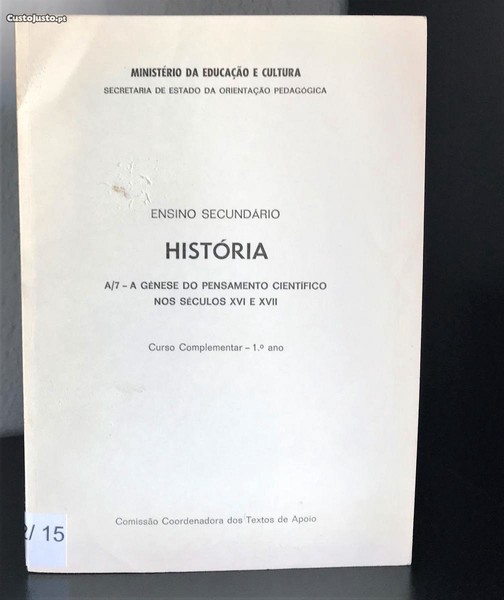 CustoJusto.pt
MINISTÉRIO DA EDUCAÇÃO E CULTURA
SECRETARIA DE ESTADO DA ORIENTAÇÃO PEDAGÓGICA
ENSINO SECUNDÁRIO
HISTÓRIA
A/7 – A GÉNESE DO PENSAMENTO CIENTÍFICO
NOS SÉCULOS XVI E XVII
Curso Complementar – 1.º ano
/ 15
Comissão Coordenadora dos Textos de Apoio